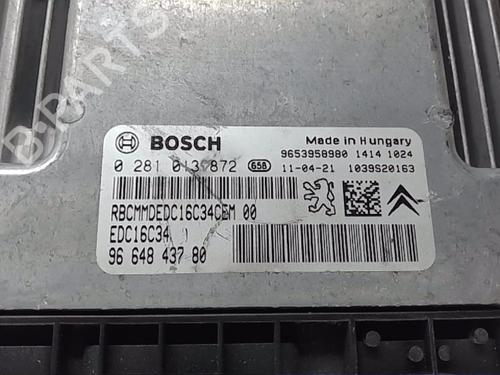 B-PARTS
BOSCH
Made in Hungary
9653958980 1414 1024
0 281 013 872
658
11-04-21 1039S20163
RBCMMDEDC16C34CEM 00
EDC16C34
96 648 437 80